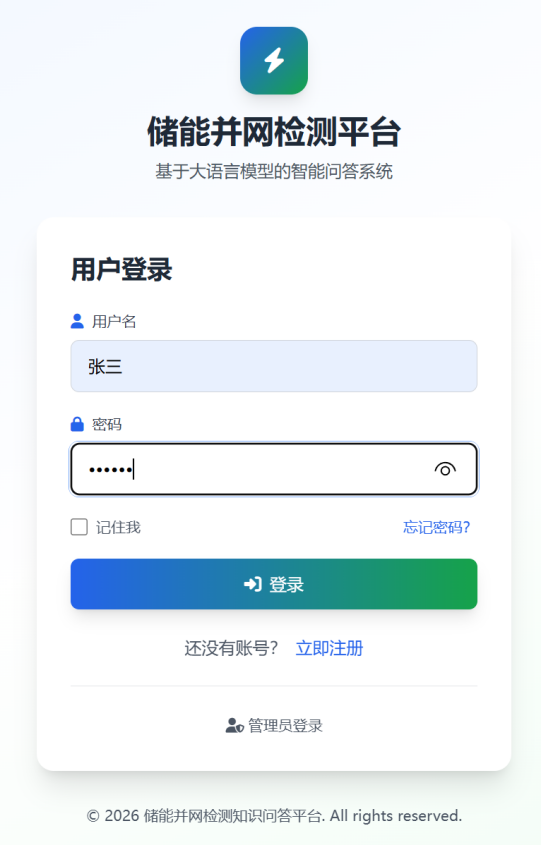 储能并网检测平台
基于大语言模型的智能问答系统
用户登录
用户名
张三
密码
••••••
记住我 忘记密码?
登录
还没有账号? 立即注册
管理员登录
© 2026 储能并网检测知识问答平台. All rights reserved.